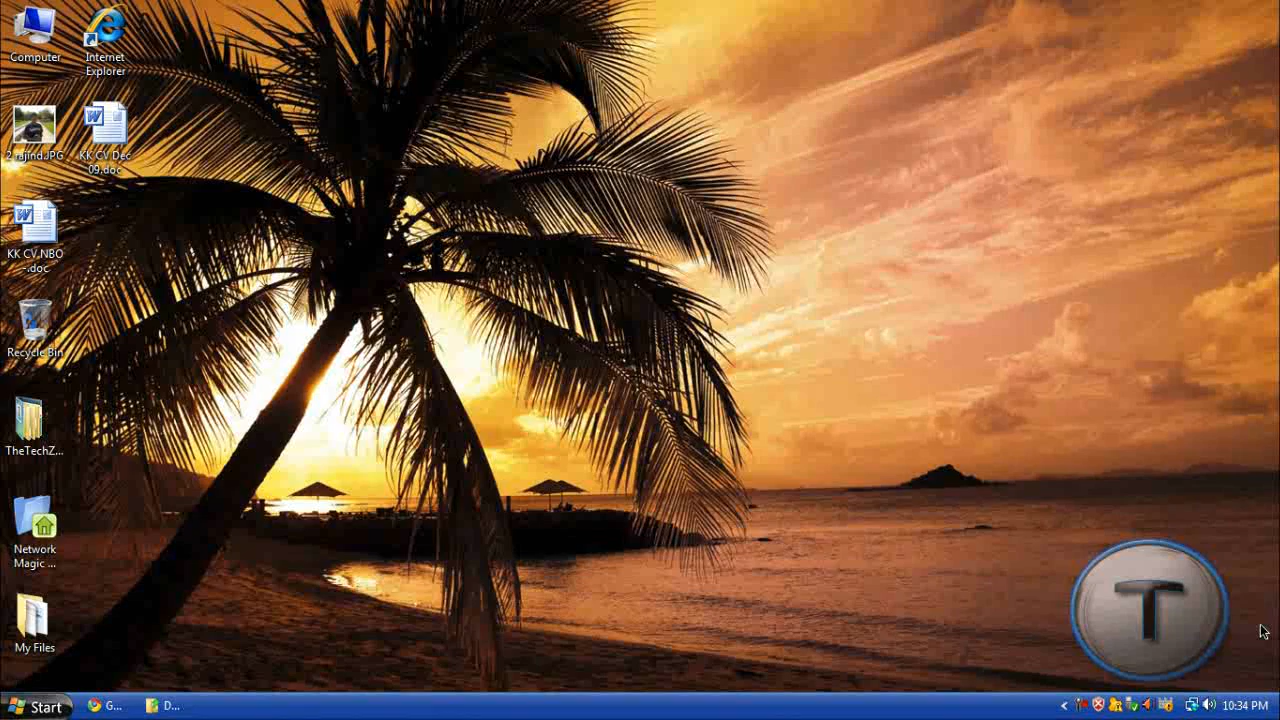 Computer
Internet
Explorer
2 rajind.JPG
KK CV Dec
09.doc
KK CV.NBO
-.doc
Recycle Bin
TheTechZ...
Network
Magic ...
My Files
T
Start
G...
D...
10:34 PM